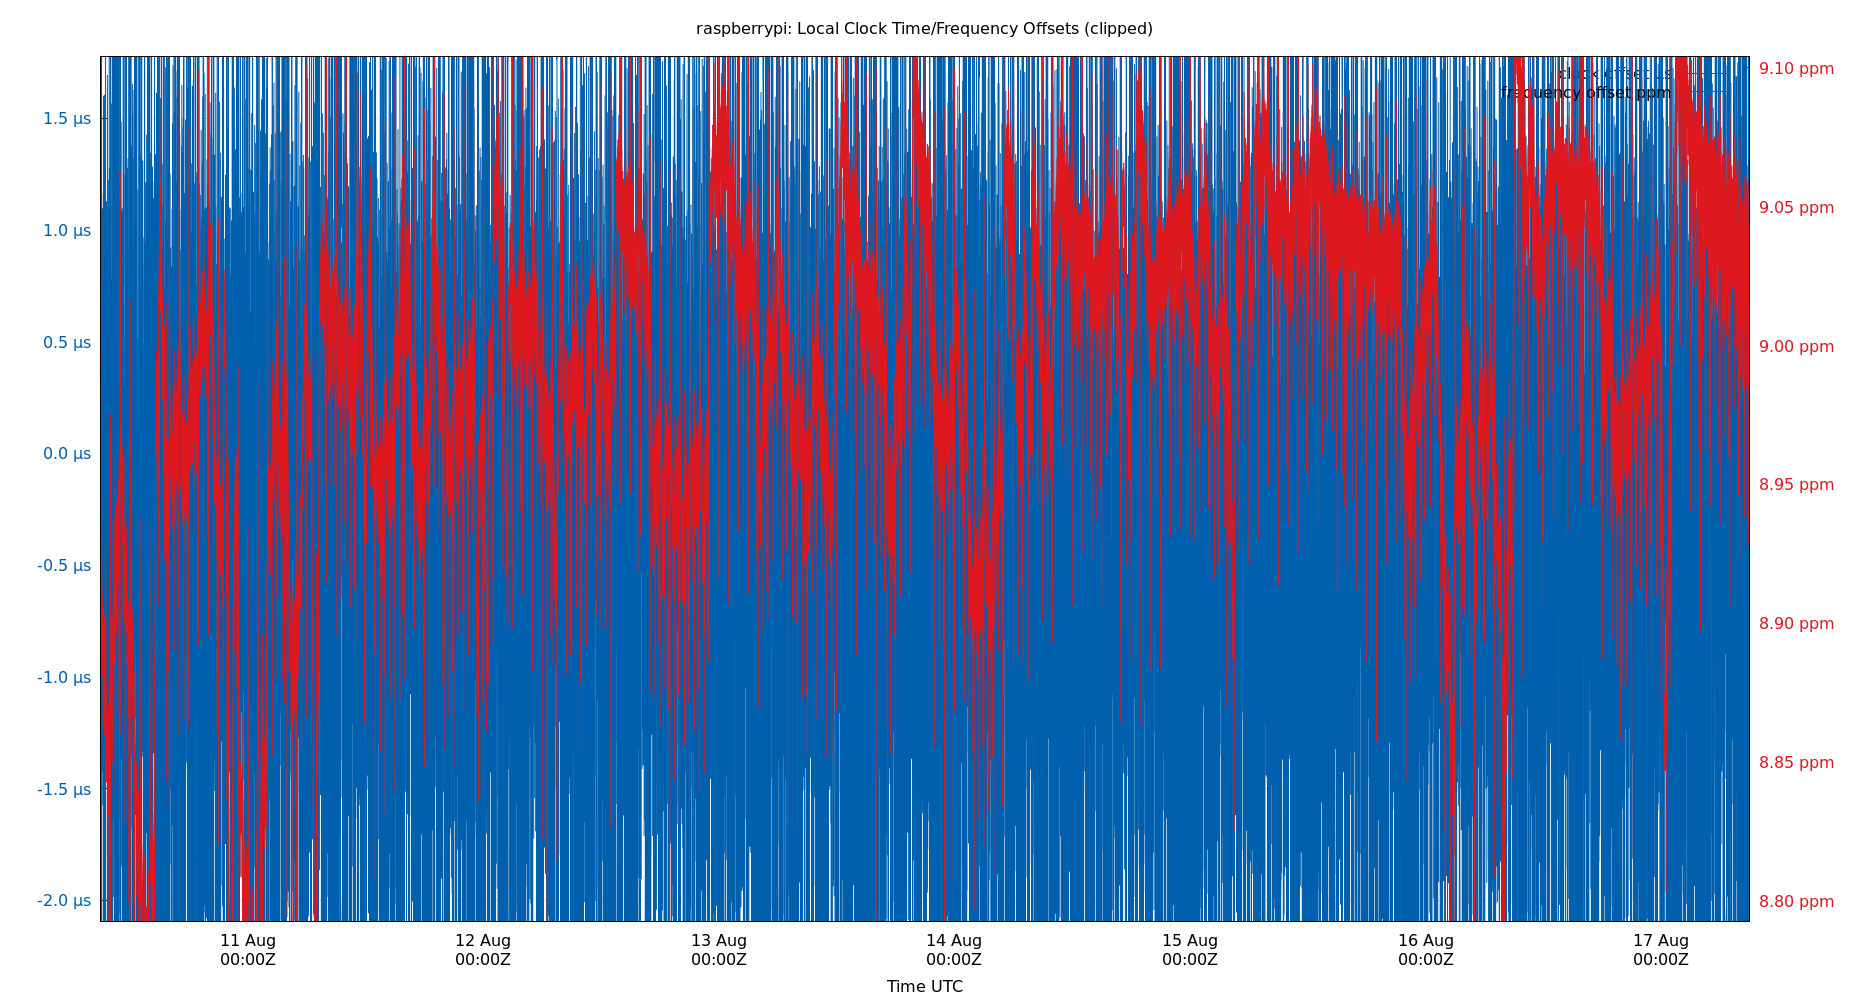 raspberrypi: Local Clock Time/Frequency Offsets (clipped)
clock offset µs
frequency offset ppm
1.5 µs
1.0 µs
0.5 µs
0.0 µs
-0.5 µs
-1.0 µs
-1.5 µs
-2.0 µs
9.10 ppm
9.05 ppm
9.00 ppm
8.95 ppm
8.90 ppm
8.85 ppm
8.80 ppm
11 Aug
00:00Z
12 Aug
00:00Z
13 Aug
00:00Z
14 Aug
00:00Z
15 Aug
00:00Z
16 Aug
00:00Z
17 Aug
00:00Z
Time UTC